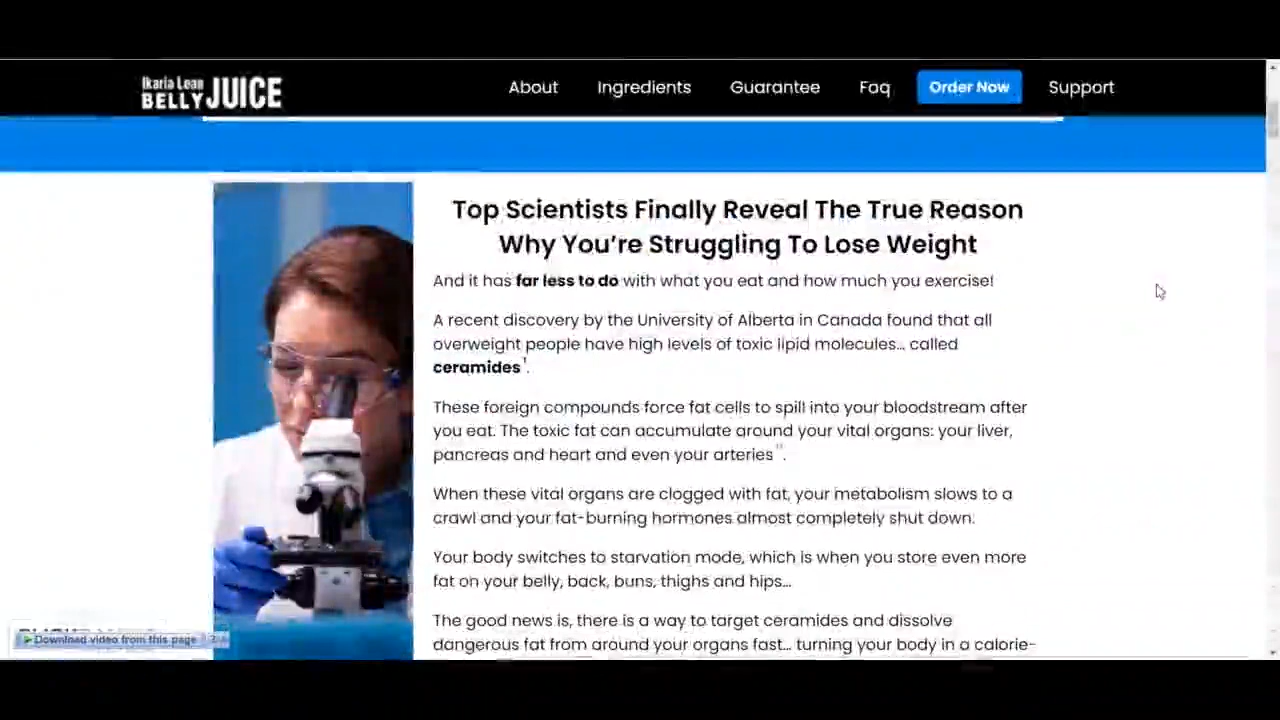 Ikaria Lean
BELLY JUICE
About
Ingredients
Guarantee
Faq
Order Now
Support
Top Scientists Finally Reveal The True Reason
Why You’re Struggling To Lose Weight
And it has far less to do with what you eat and how much you exercise!
A recent discovery by the University of Alberta in Canada found that all
overweight people have high levels of toxic lipid molecules… called
ceramides¹.
These foreign compounds force fat cells to spill into your bloodstream after
you eat. The toxic fat can accumulate around your vital organs: your liver,
pancreas and heart and even your arteries.
When these vital organs are clogged with fat, your metabolism slows to a
crawl and your fat-burning hormones almost completely shut down.
Your body switches to starvation mode, which is when you store even more
fat on your belly, back, buns, thighs and hips…
The good news is, there is a way to target ceramides and dissolve
dangerous fat from around your organs fast… turning your body in a calorie-
Download video from this page